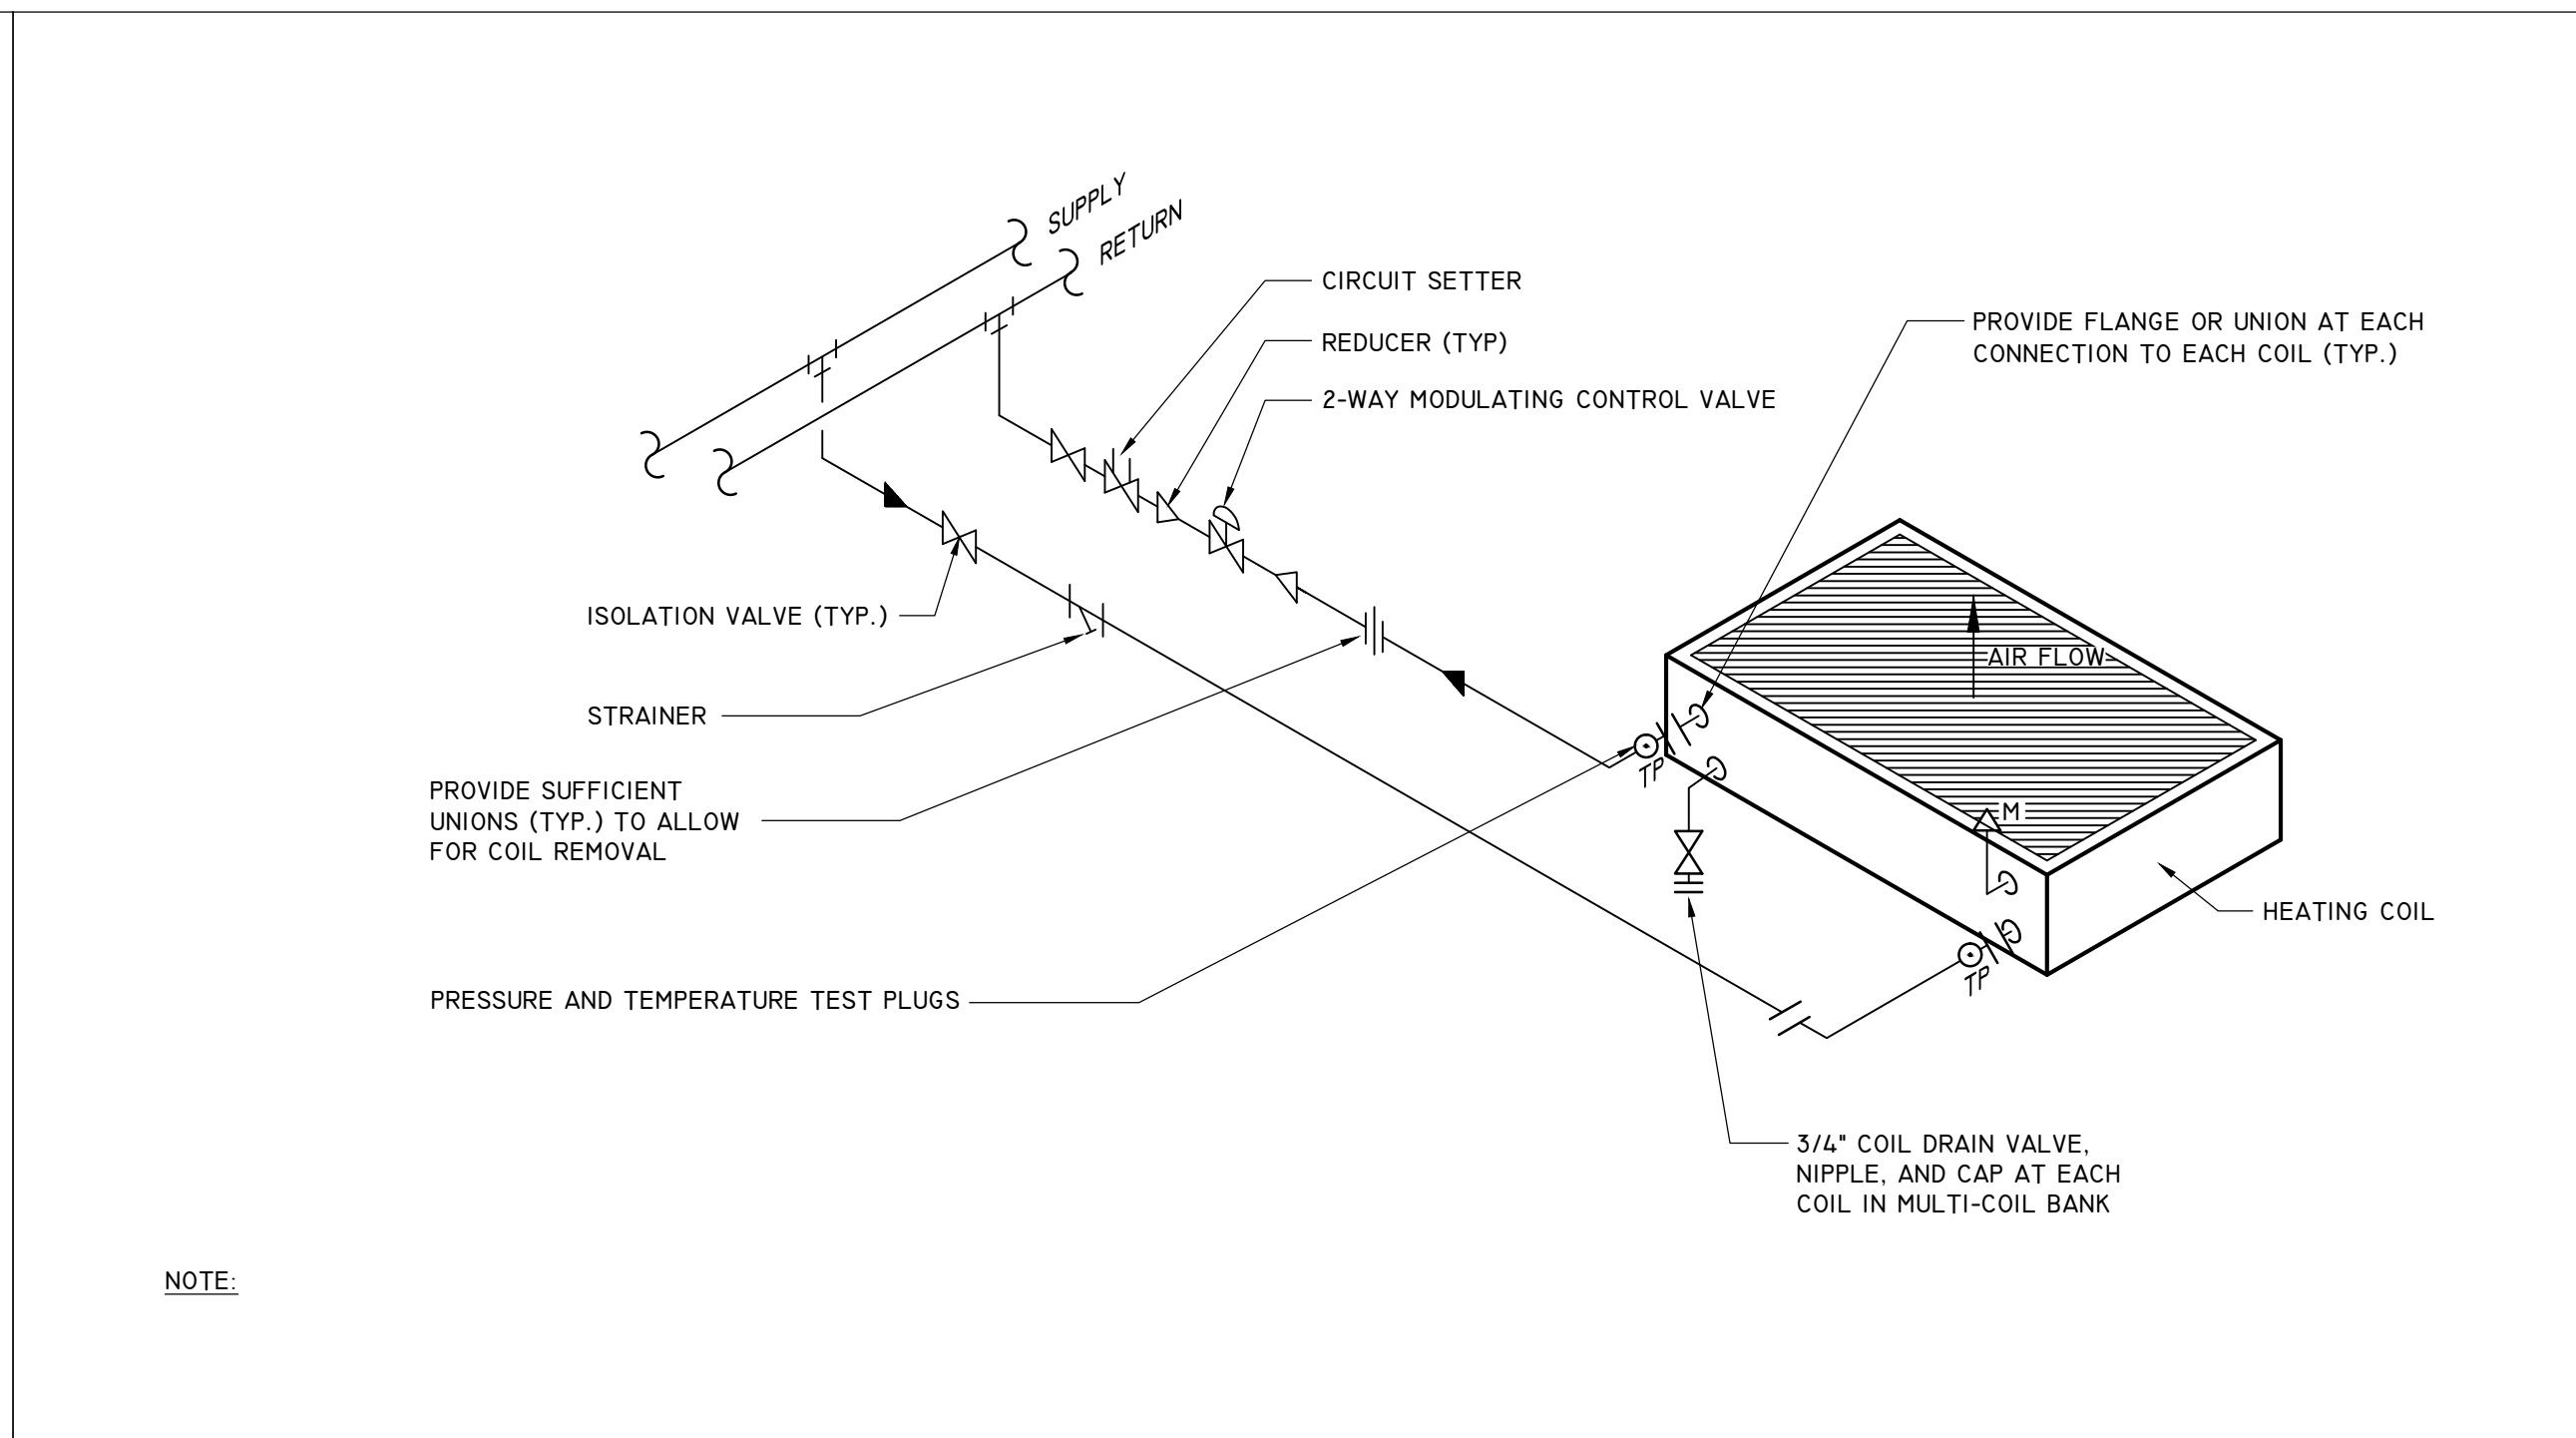 SUPPLY
RETURN
CIRCUIT SETTER
REDUCER (TYP)
2-WAY MODULATING CONTROL VALVE
PROVIDE FLANGE OR UNION AT EACH
CONNECTION TO EACH COIL (TYP.)
ISOLATION VALVE (TYP.)
AIR FLOW
STRAINER
TP
PROVIDE SUFFICIENT
UNIONS (TYP.) TO ALLOW
FOR COIL REMOVAL
M
HEATING COIL
TP
PRESSURE AND TEMPERATURE TEST PLUGS
3/4" COIL DRAIN VALVE,
NIPPLE, AND CAP AT EACH
COIL IN MULTI-COIL BANK
NOTE: